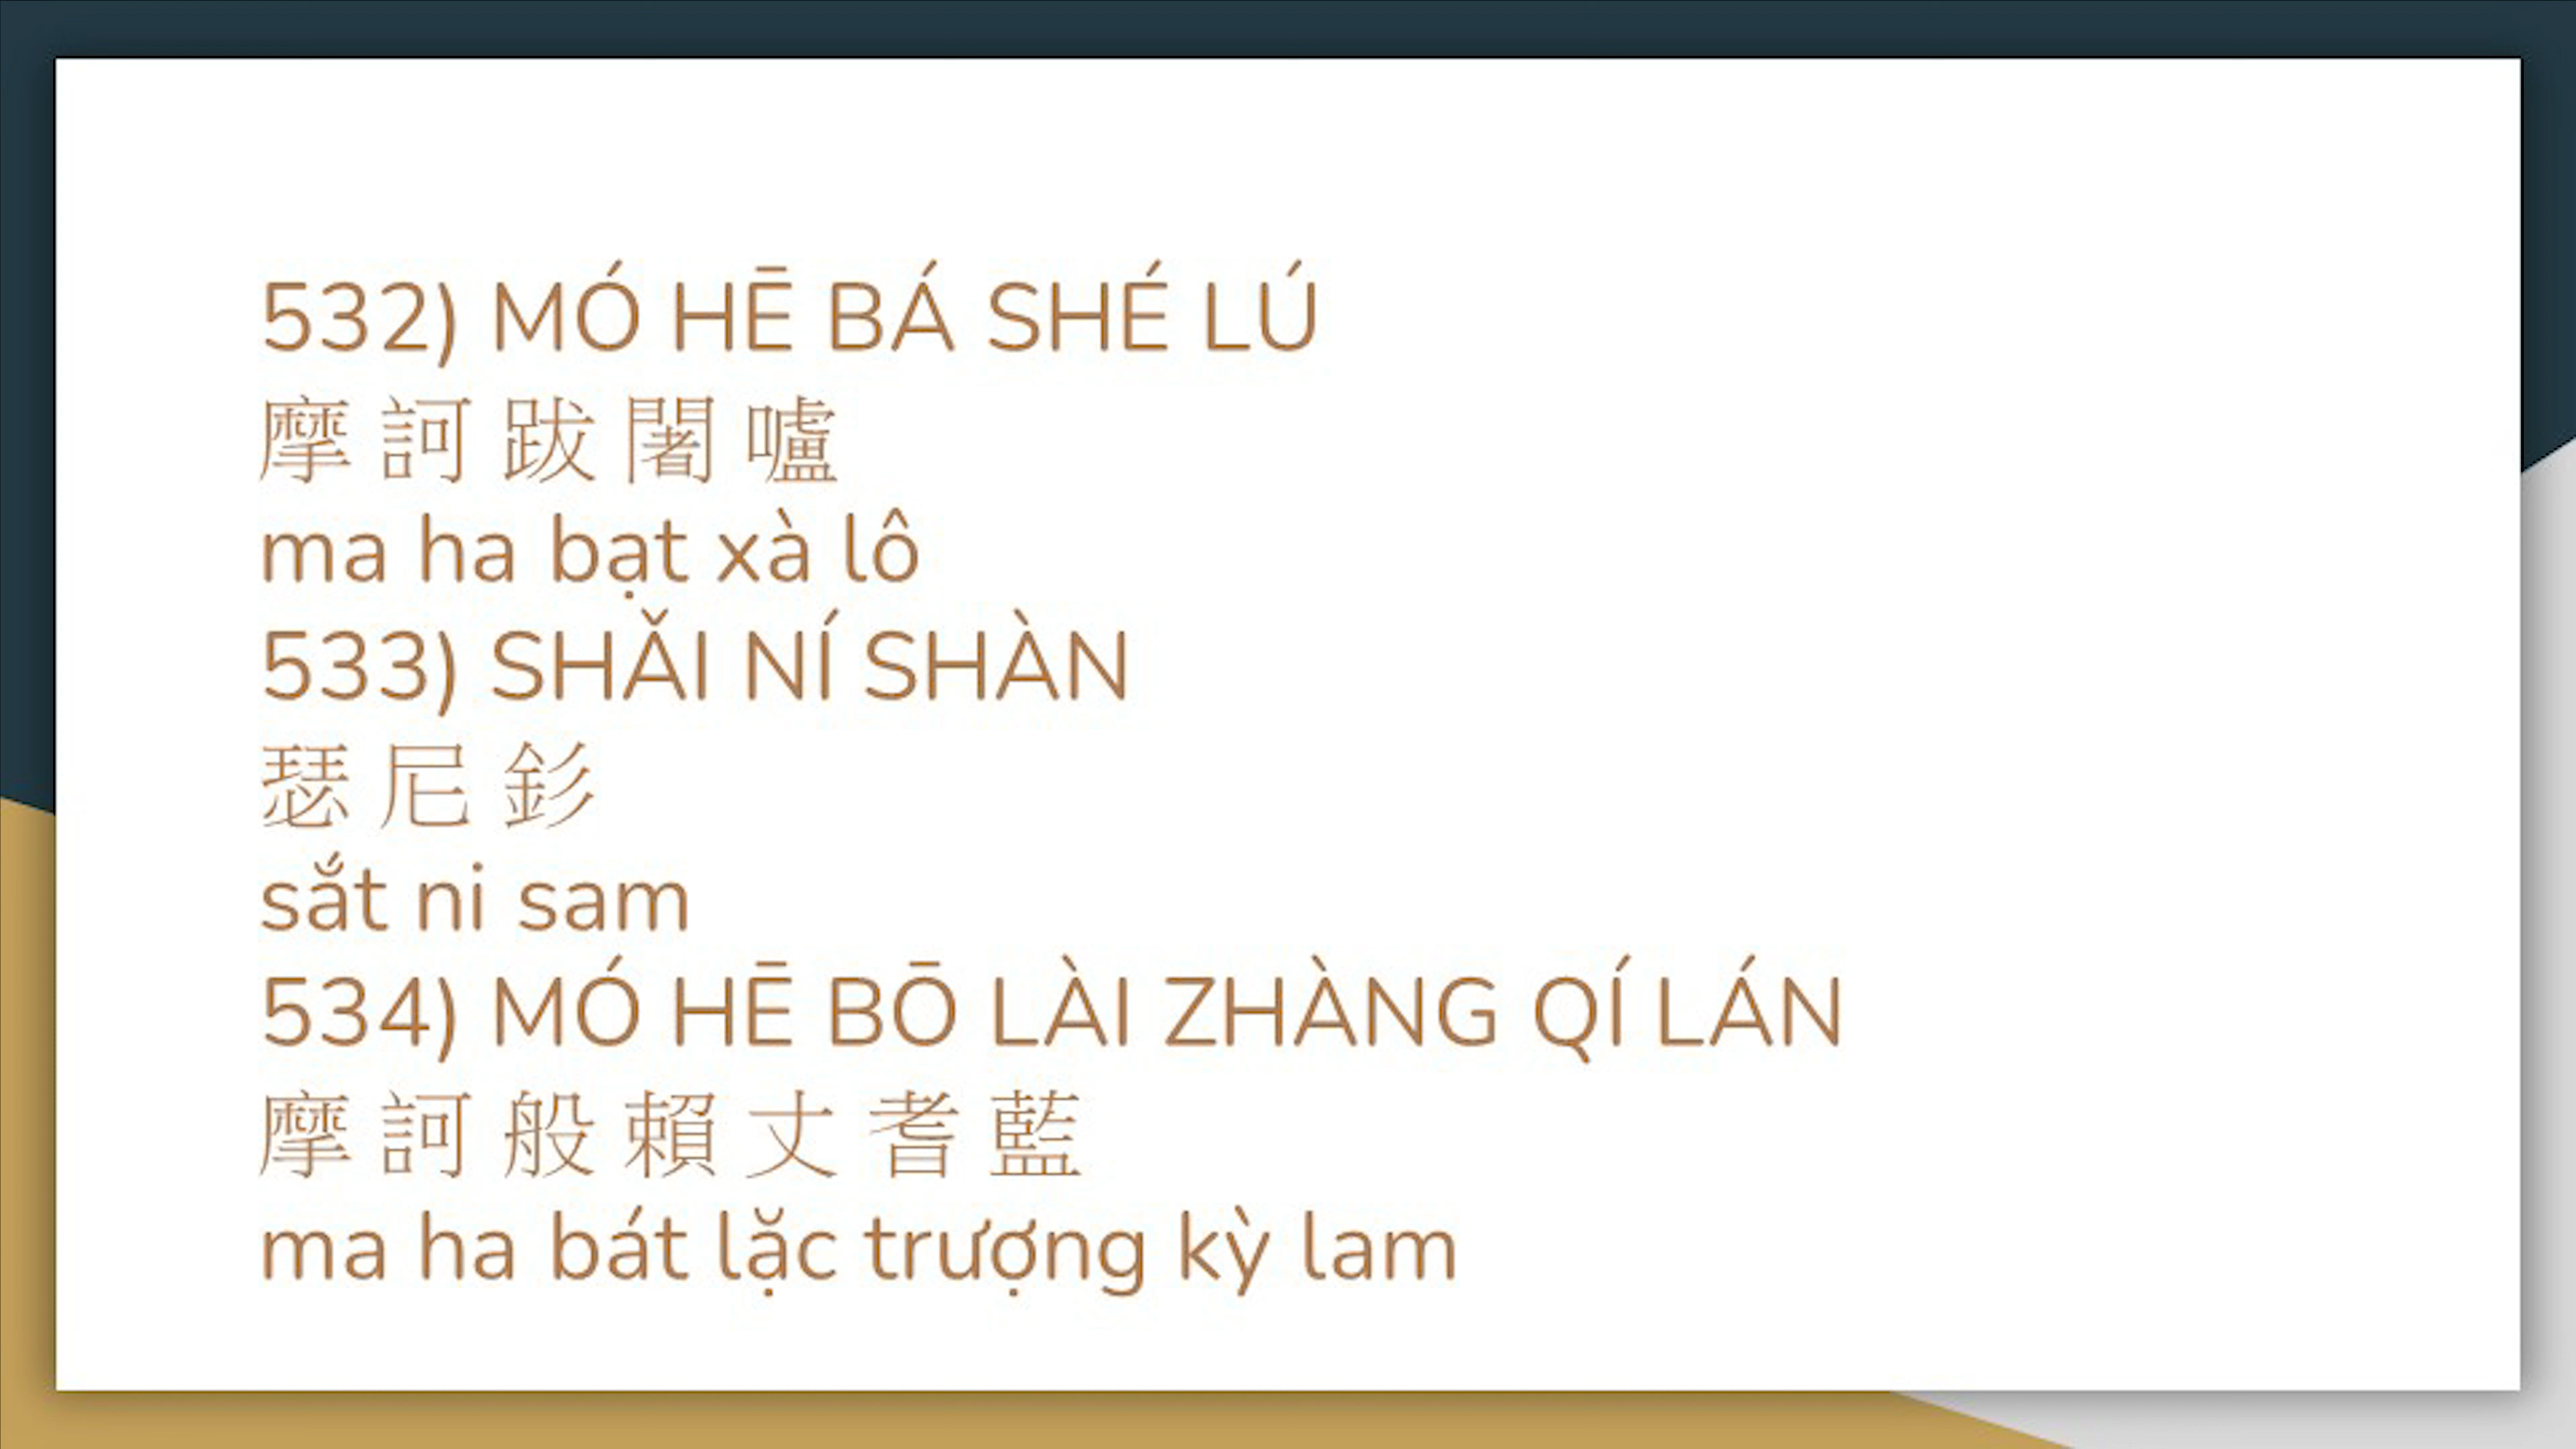 532) MÓ HĒ BÁ SHÉ LÚ
摩 訶 跋 闍 嚧
ma ha bạt xà lô
533) SHǍI NÍ SHÀN
瑟 尼 釤
sắt ni sam
534) MÓ HĒ BŌ LÀI ZHÀNG QÍ LÁN
摩 訶 般 賴 丈 耆 藍
ma ha bát lặc trượng kỳ lam